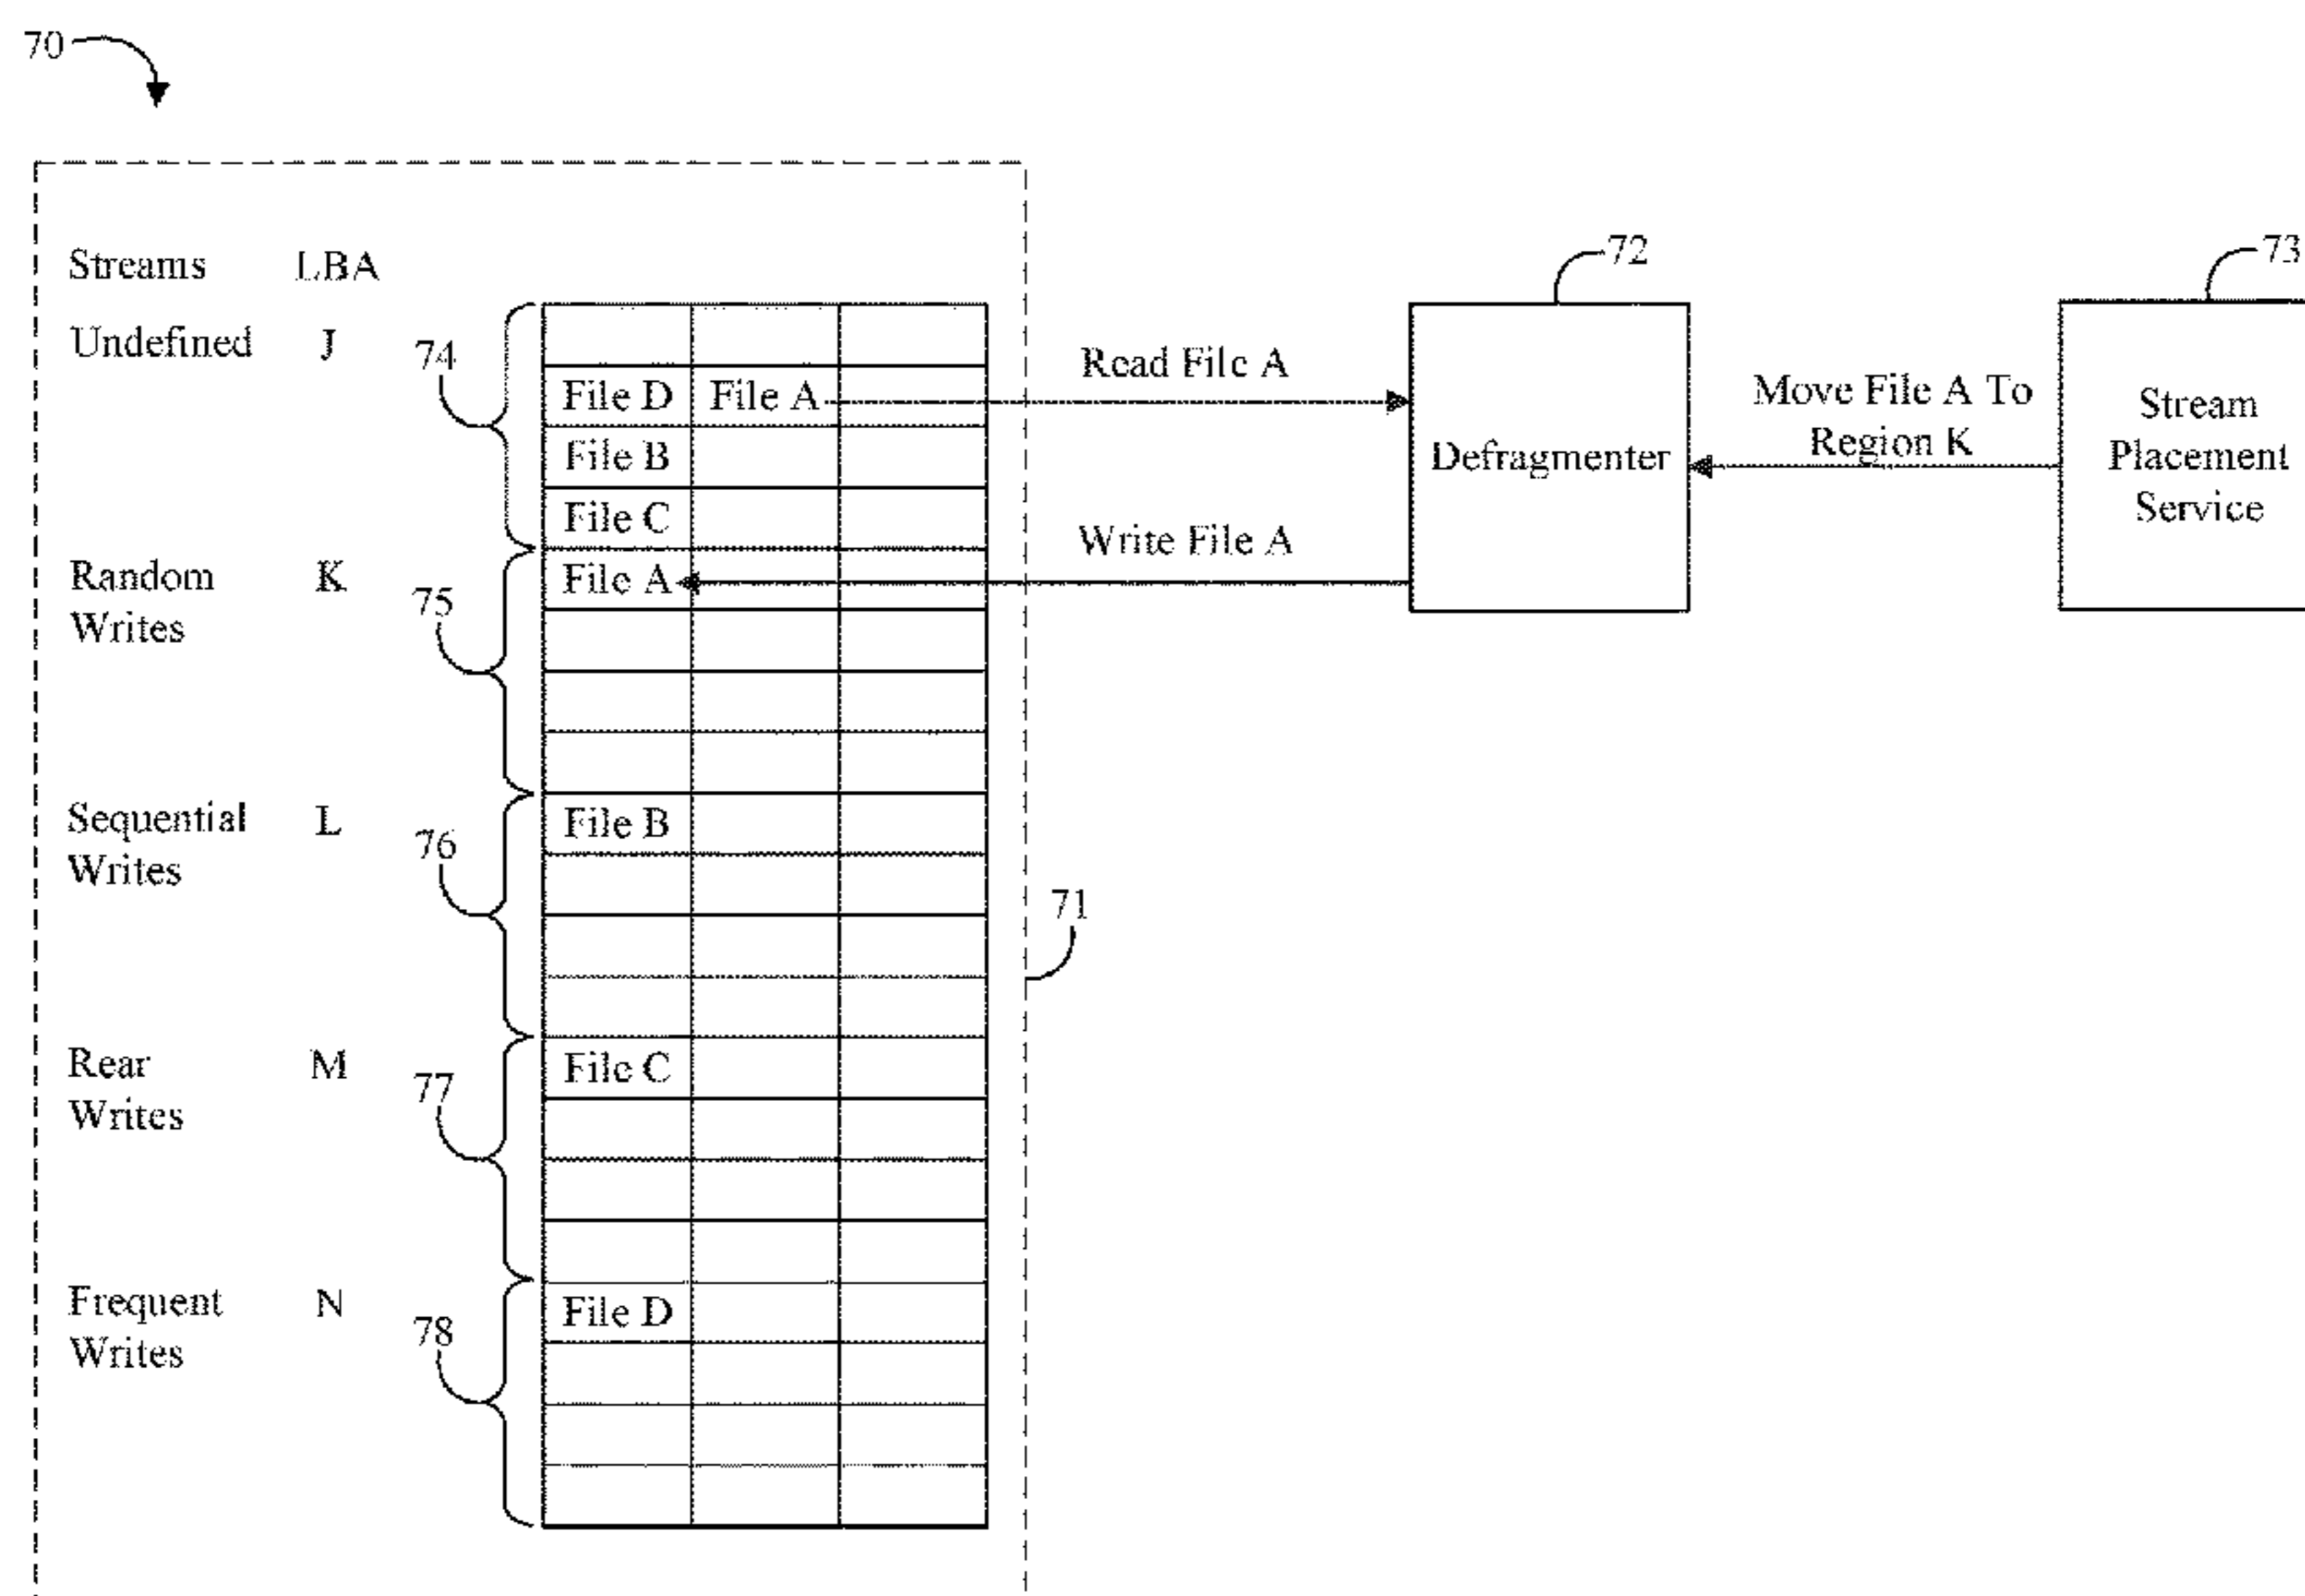 70
Streams LBA
72
73
Undefined J
74
Read File A
File D File A
Move File A To
Region K
Stream
Placement
Service
File B
Defragmenter
File C
Write File A
Random
Writes
K
75
File A
Sequential
Writes
L
76
File B
71
Rear
Writes
M
77
File C
Frequent
Writes
N
78
File D